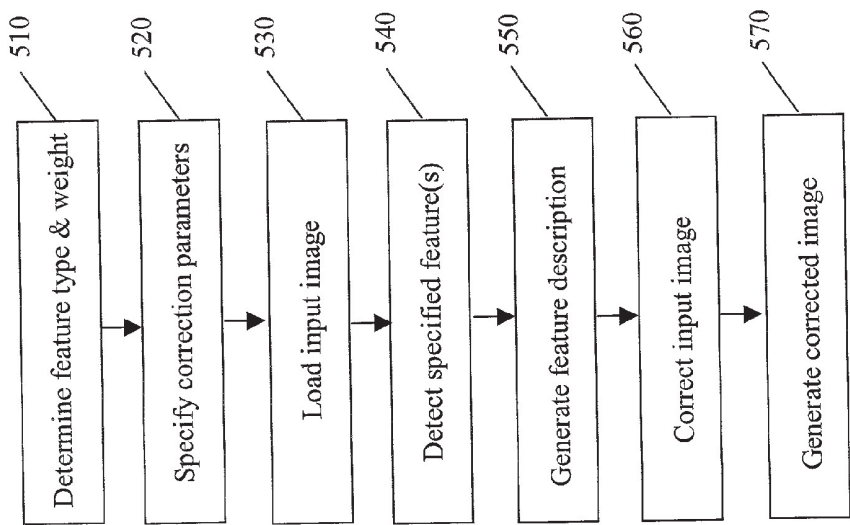 510
Determine feature type & weight
520
Specify correction parameters
530
Load input image
540
Detect specified feature(s)
550
Generate feature description
560
Correct input image
570
Generate corrected image